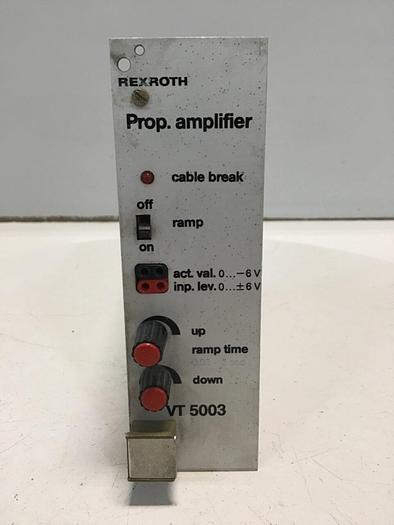 REXROTH
Prop. amplifier
cable break
off
ramp
on
act. val. 0...−6 V
inp. lev. 0...±6 V
up
ramp time
down
VT 5003